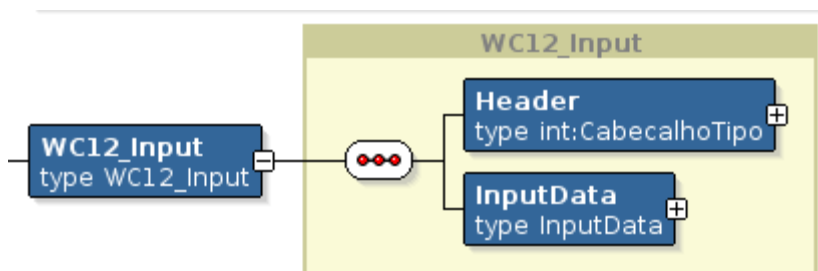 WC12_Input
WC12_Input
type WC12_Input
Header
type int:CabecalhoTipo
InputData
type InputData